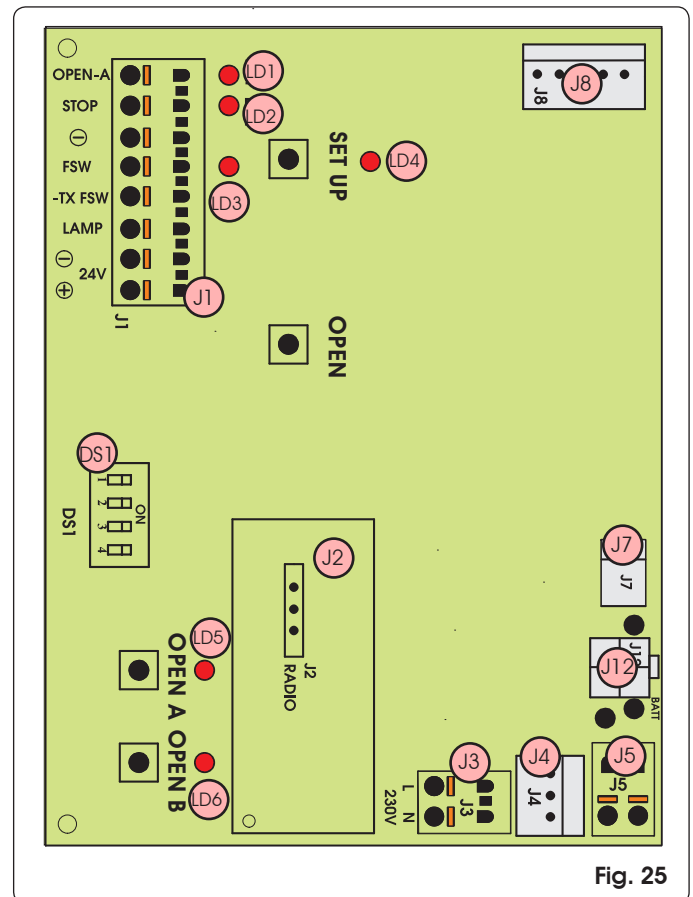 OPEN-A
STOP
⊖
FSW
-TX FSW
LAMP
⊖
24V
⊕
J1
J1
LD1
LD2
LD3
SET UP
LD4
J8
J8
OPEN
DS1
DS1
1
2
3
4
ON
J2
J2
RADIO
J7
J7
J12
BATT
OPEN A
LD5
OPEN B
LD6
J3
J3
L
N
230V
J4
J4
J5
J5
Fig. 25